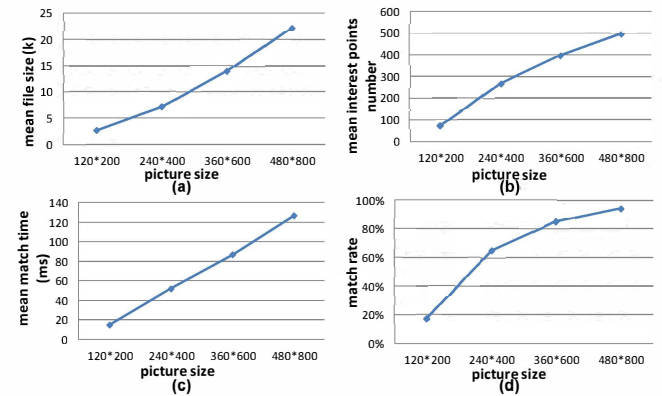 25
20
15
10
5
0
mean file size (k)
120*200 240*400 360*600 480*800
picture size
(a)
600
500
400
300
200
100
0
mean interest points
number
120*200 240*400 360*600 480*800
picture size
(b)
140
120
100
80
60
40
20
0
mean match time
(ms)
120*200 240*400 360*600 480*800
picture size
(c)
100%
80%
60%
40%
20%
0%
match rate
120*200 240*400 360*600 480*800
picture size
(d)